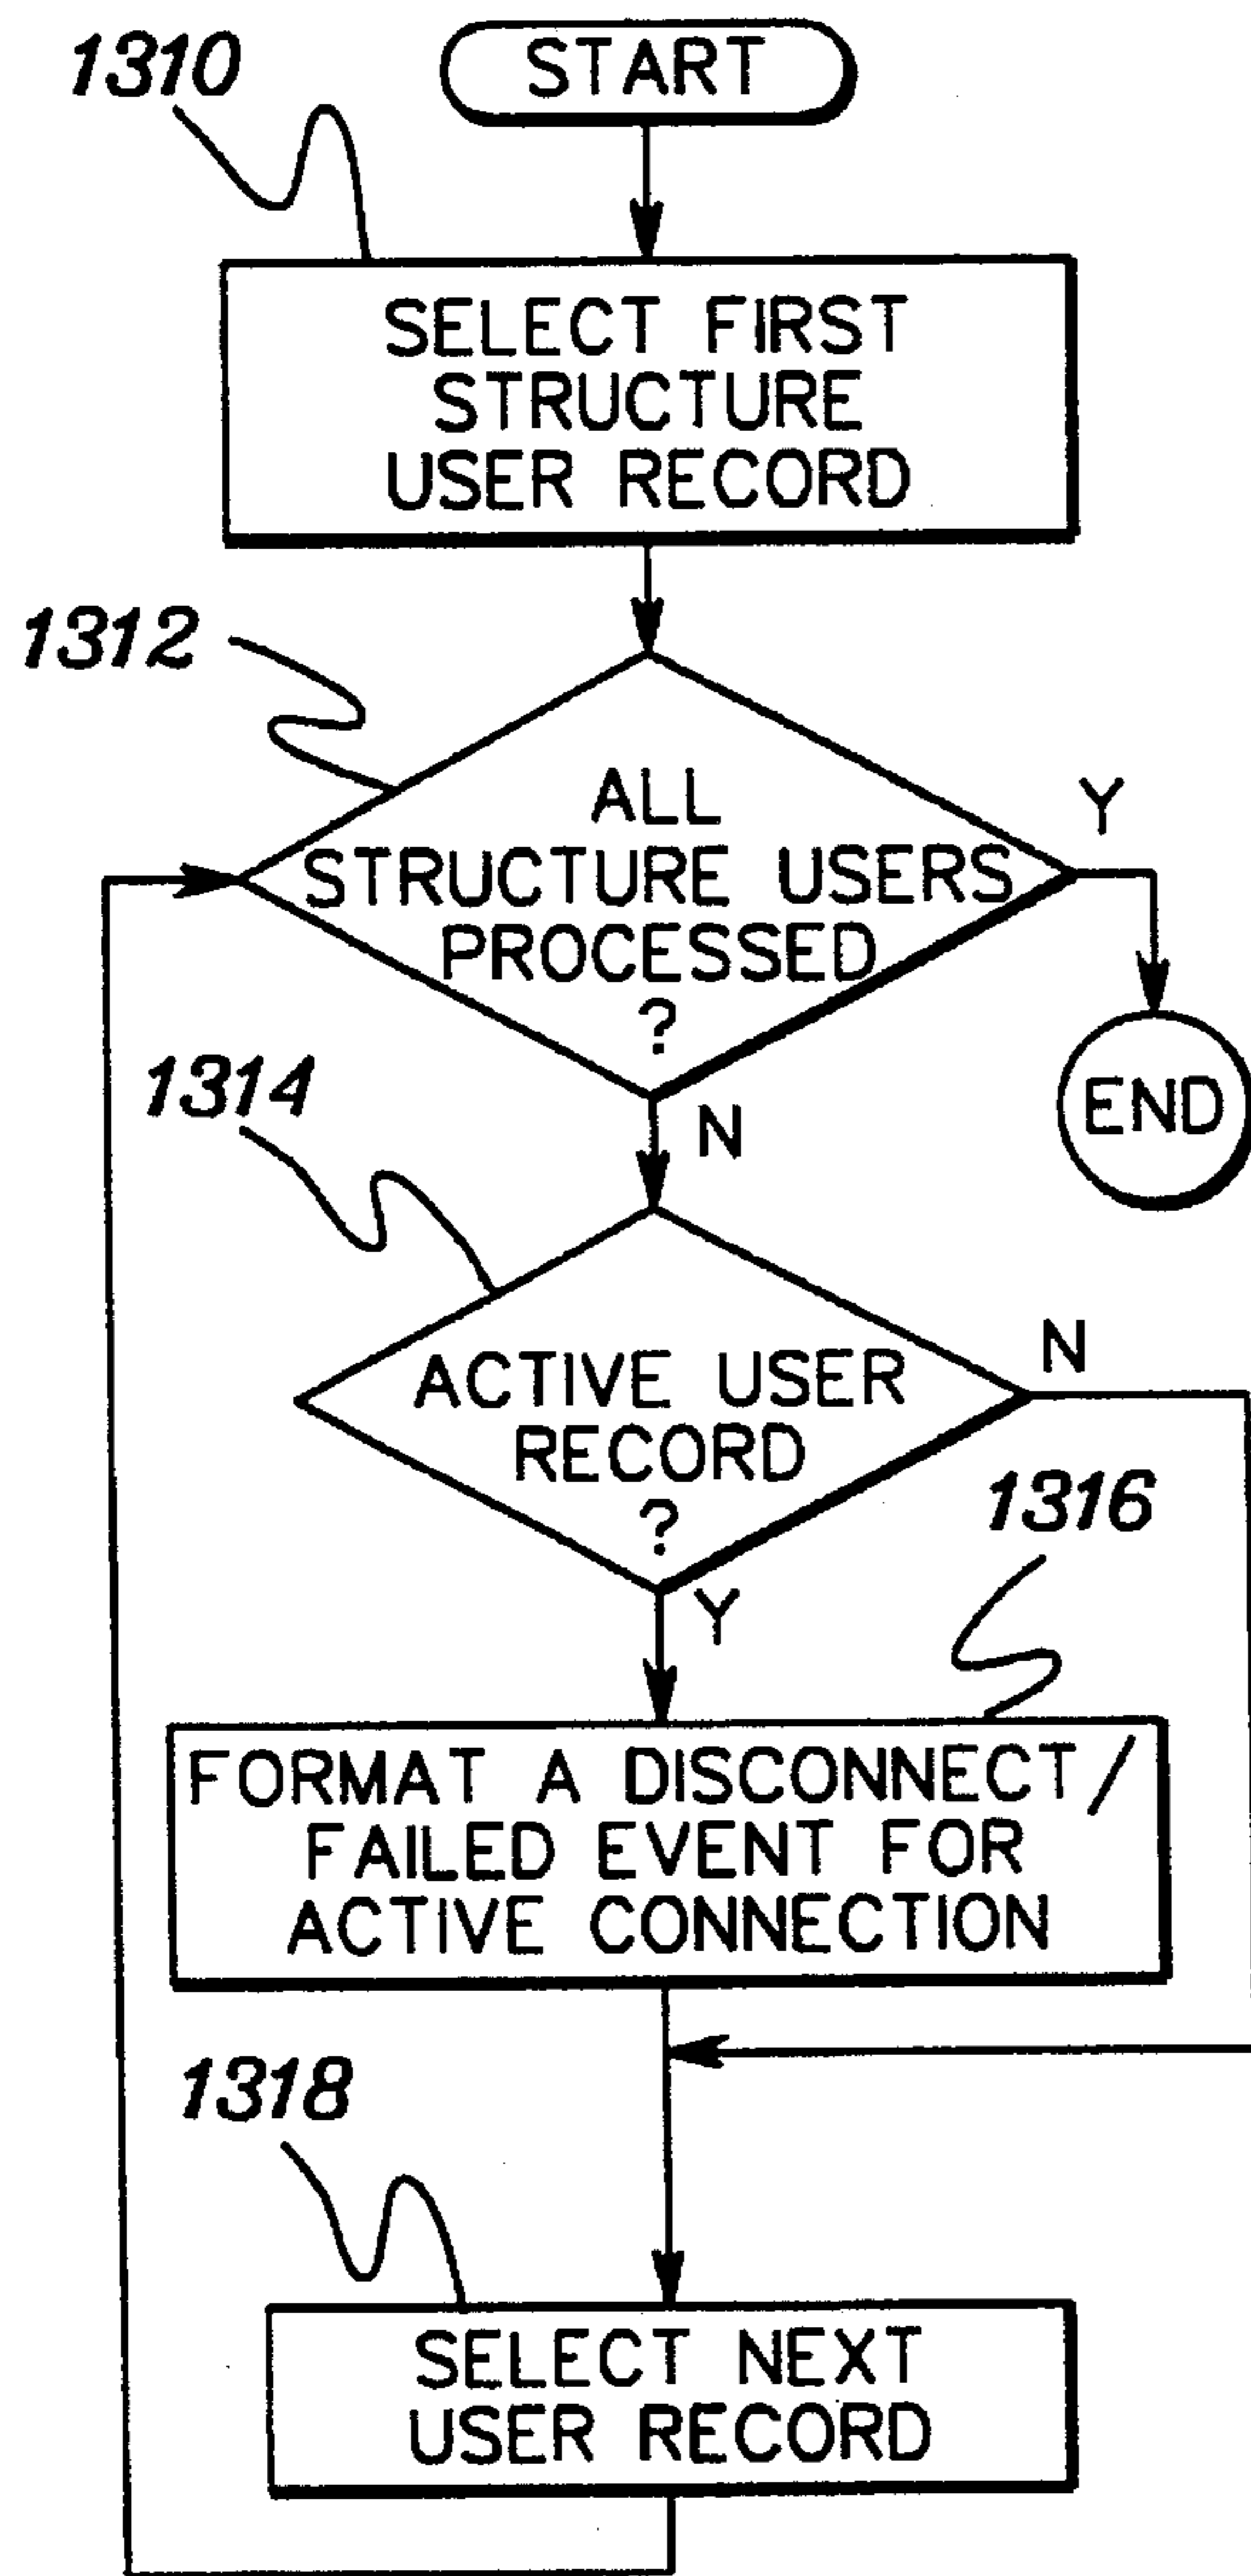 1310
START
SELECT FIRST
STRUCTURE
USER RECORD
1312
ALL
STRUCTURE USERS
PROCESSED
?
Y
END
N
1314
ACTIVE USER
RECORD
?
N
Y
1316
FORMAT A DISCONNECT/
FAILED EVENT FOR
ACTIVE CONNECTION
1318
SELECT NEXT
USER RECORD